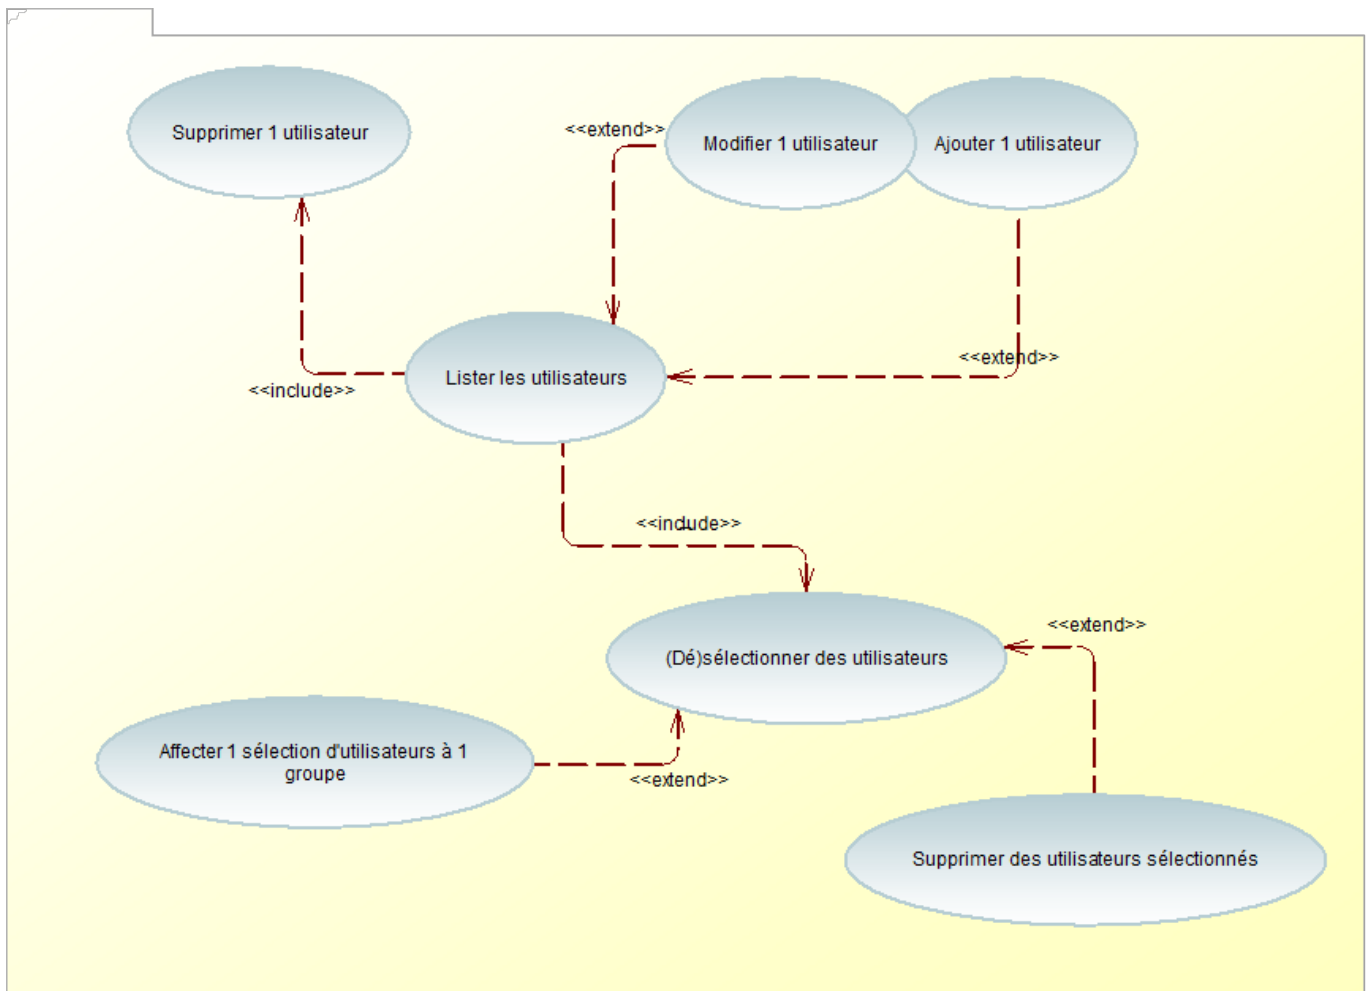 Supprimer 1 utilisateur
<<extend>>
Modifier 1 utilisateur
Ajouter 1 utilisateur
<<extend>>
Lister les utilisateurs
<<include>>
<<include>>
<<extend>>
(Dé)sélectionner des utilisateurs
Affecter 1 sélection d'utilisateurs à 1
groupe
<<extend>>
Supprimer des utilisateurs sélectionnés